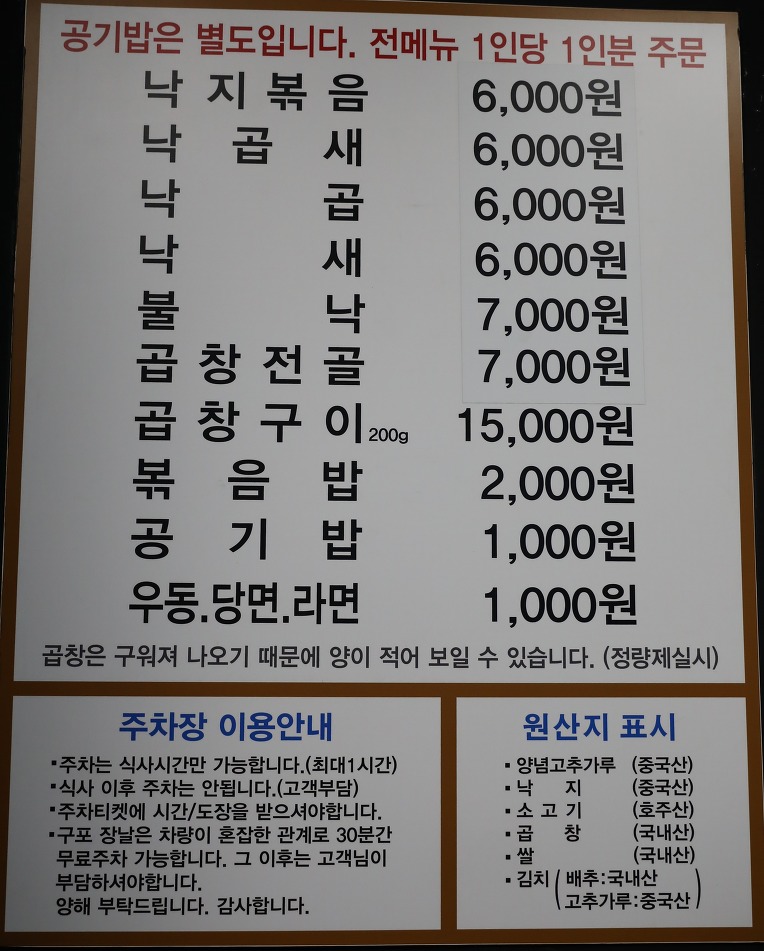 공기밥은 별도입니다. 전메뉴 1인당 1인분 주문
낙지볶음 6,000원
낙곱새 6,000원
낙곱 6,000원
낙새 6,000원
불낙 7,000원
곱창전골 7,000원
곱창구이 200g 15,000원
볶음밥 2,000원
공기밥 1,000원
우동.당면.라면 1,000원
곱창은 구워져 나오기 때문에 양이 적어 보일 수 있습니다. (정량제실시)
주차장 이용안내
▪주차는 식사시간만 가능합니다.(최대1시간)
▪식사 이후 주차는 안됩니다.(고객부담)
▪주차티켓에 시간/도장을 받으셔야합니다.
▪구포 장날은 차량이 혼잡한 관계로 30분간
무료주차 가능합니다. 그 이후는 고객님이
부담하셔야합니다.
양해 부탁드립니다. 감사합니다.
원산지 표시
▪양념고추가루 (중국산)
▪낙지 (중국산)
▪소고기 (호주산)
▪곱창 (국내산)
▪쌀 (국내산)
▪김치 (배추:국내산
고추가루:중국산)